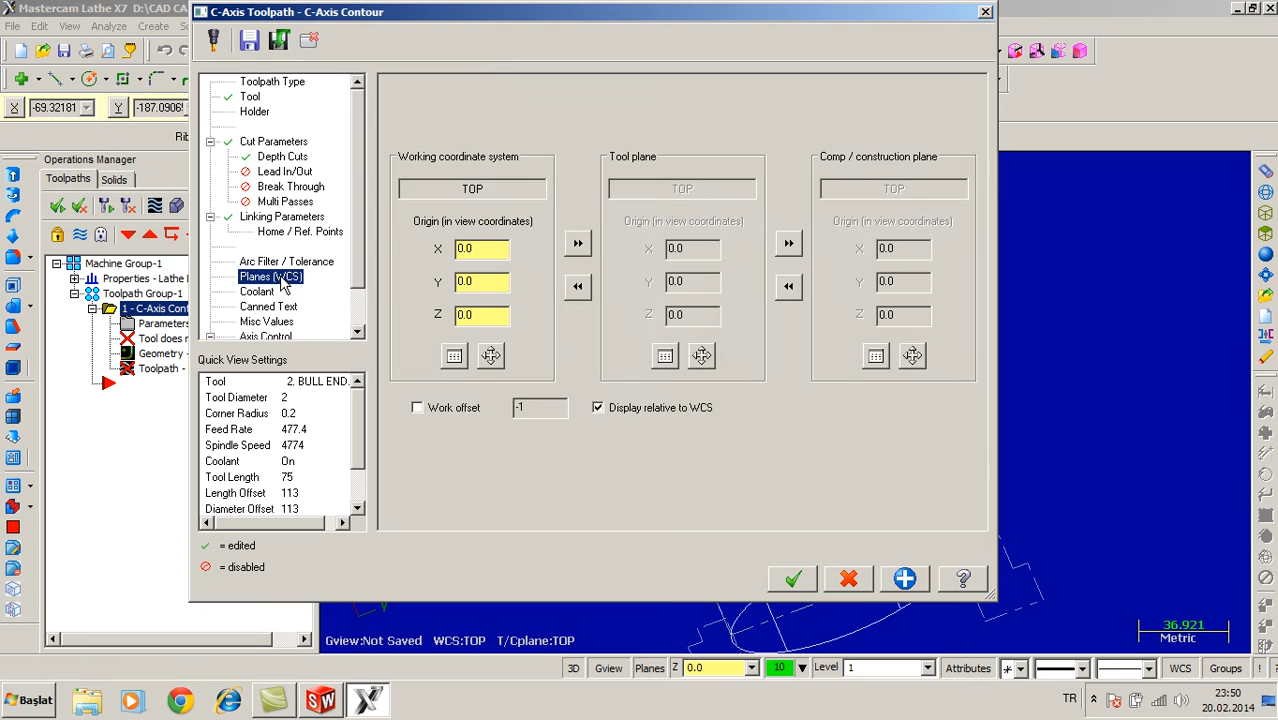 Mastercam Lathe X7 D:\CAD CA
C-Axis Toolpath - C-Axis Contour
File Edit View Analyze Create
X -69.32181 Y -187.0906
Rib
Operations Manager
Toolpaths Solids
Machine Group-1
Properties - Lathe
Toolpath Group-1
1 - C-Axis Cont
Parameters
Tool does
Geometry -
Toolpath -
Toolpath Type
Tool
Holder
Cut Parameters
Depth Cuts
Lead In/Out
Break Through
Multi Passes
Linking Parameters
Home / Ref. Points
Arc Filter / Tolerance
Planes (WCS)
Coolant
Canned Text
Misc Values
Axis Control
Quick View Settings
Tool 2. BULL END.
Tool Diameter 2
Corner Radius 0.2
Feed Rate 477.4
Spindle Speed 4774
Coolant On
Tool Length 75
Length Offset 113
Diameter Offset 113
= edited
= disabled
Working coordinate system
TOP
Origin (in view coordinates)
X 0.0
Y 0.0
Z 0.0
Tool plane
TOP
Origin (in view coordinates)
X 0.0
Y 0.0
Z 0.0
Comp / construction plane
TOP
Origin (in view coordinates)
X 0.0
Y 0.0
Z 0.0
Work offset -1 Display relative to WCS
Gview:Not Saved WCS:TOP T/Cplane:TOP
36.921
Metric
3D Gview Planes Z 0.0 10 Level 1 Attributes WCS Groups
Başlat
TR
23:50
20.02.2014